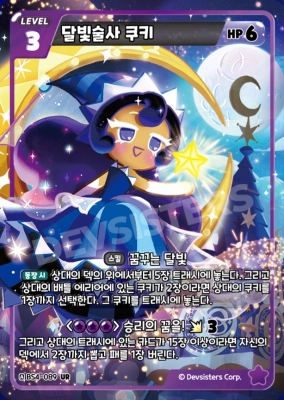 LEVEL
3
달빛술사 쿠키
HP 6
DEVSISTERS
스킬 꿈꾸는 달빛
등장 시 상대의 덱의 위에서부터 5장 트래시에 놓는다. 그리고
상대의 배틀 에리어에 있는 쿠키가 2장이라면 상대의 쿠키를
1장까지 선택한다. 그 쿠키를 트래시에 놓는다.
승리의 꿈을! 3
그리고 상대의 트래시에 있는 카드가 15장 이상이라면 자신의
덱에서 2장까지 뽑고 패를 1장 버린다.
BS4-089 UR
© Devsisters Corp.